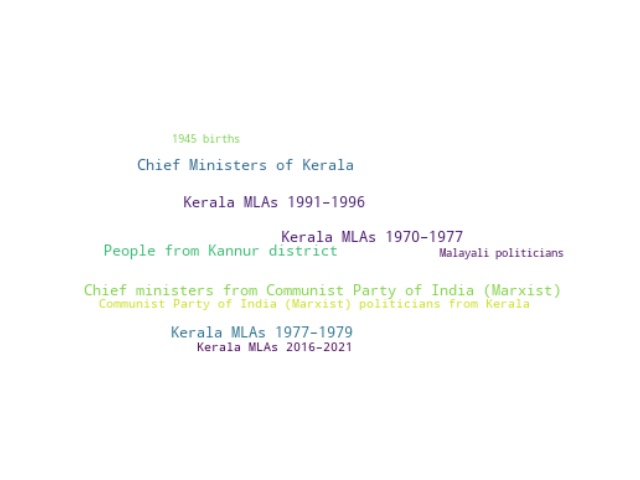 1945 births
Chief Ministers of Kerala
Kerala MLAs 1991–1996
Kerala MLAs 1970–1977
People from Kannur district
Malayali politicians
Chief ministers from Communist Party of India (Marxist)
Communist Party of India (Marxist) politicians from Kerala
Kerala MLAs 1977–1979
Kerala MLAs 2016–2021